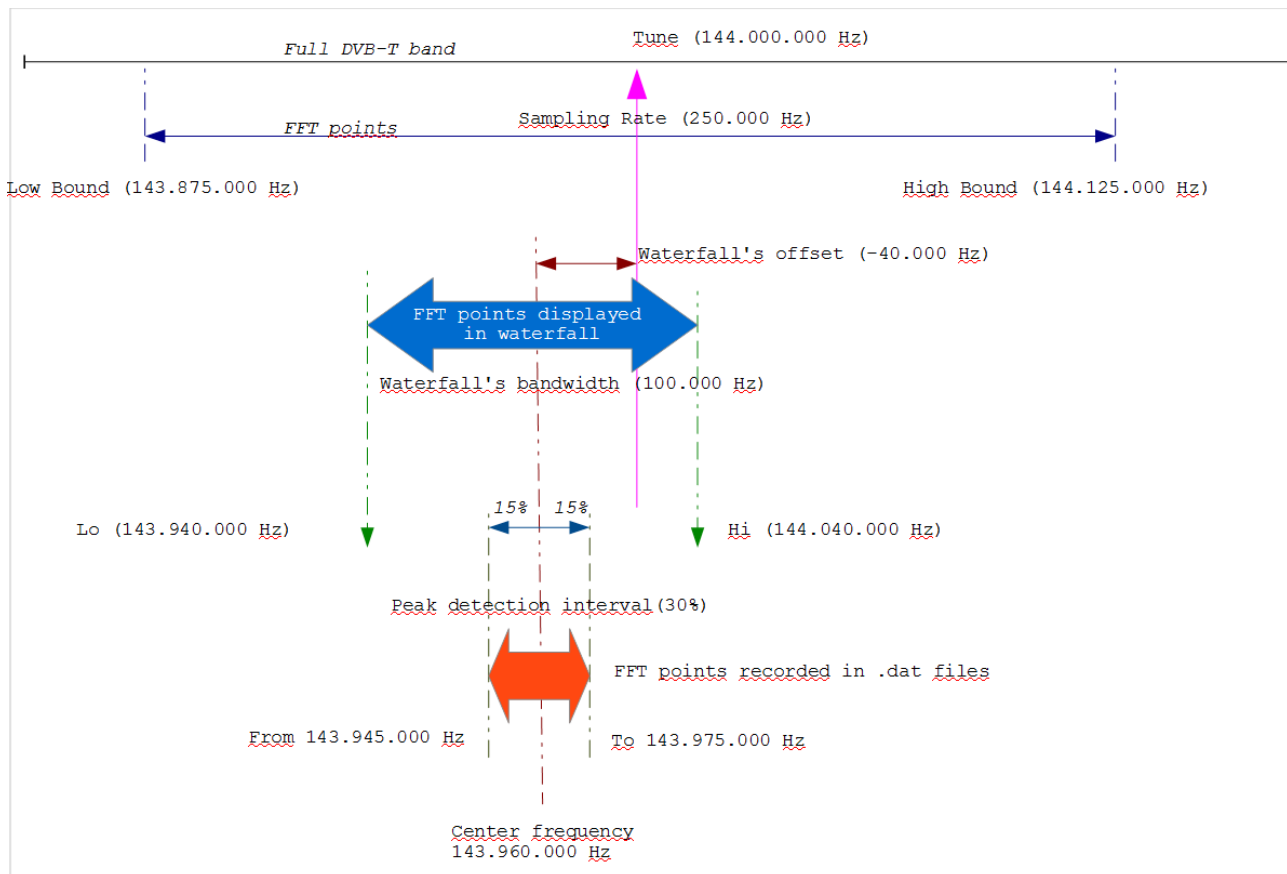 Tune (144.000.000 Hz)
Full DVB-T band
Sampling Rate (250.000 Hz)
FFT points
Low Bound (143.875.000 Hz)
High Bound (144.125.000 Hz)
Waterfall's offset (-40.000 Hz)
FFT points displayed
in waterfall
Waterfall's bandwidth (100.000 Hz)
15% 15%
Lo (143.940.000 Hz)
Hi (144.040.000 Hz)
Peak detection interval(30%)
FFT points recorded in .dat files
From 143.945.000 Hz
To 143.975.000 Hz
Center frequency
143.960.000 Hz